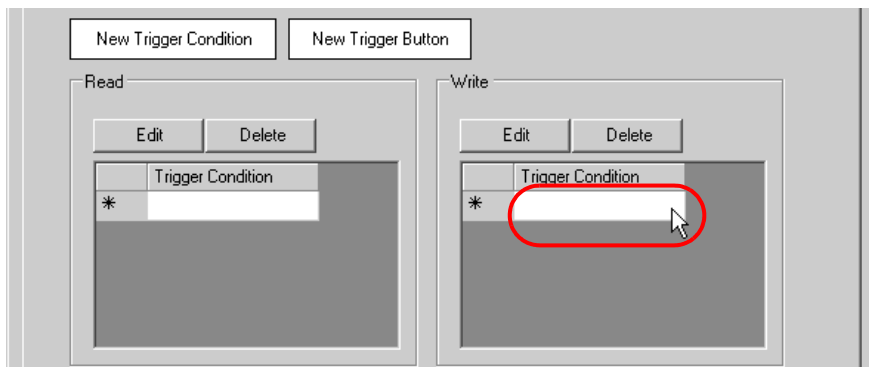 New Trigger Condition New Trigger Button
Read Write
Edit Delete Edit Delete
Trigger Condition Trigger Condition
* *